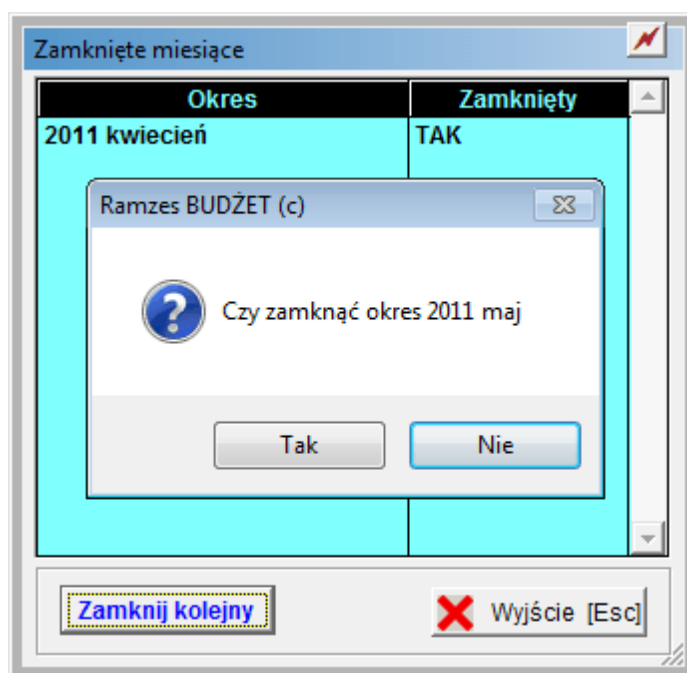 Zamknięte miesiące
Okres Zamknięty
2011 kwiecień TAK
Ramzes BUDŻET (c)
Czy zamknąć okres 2011 maj
Tak Nie
Zamknij kolejny Wyjście [Esc]